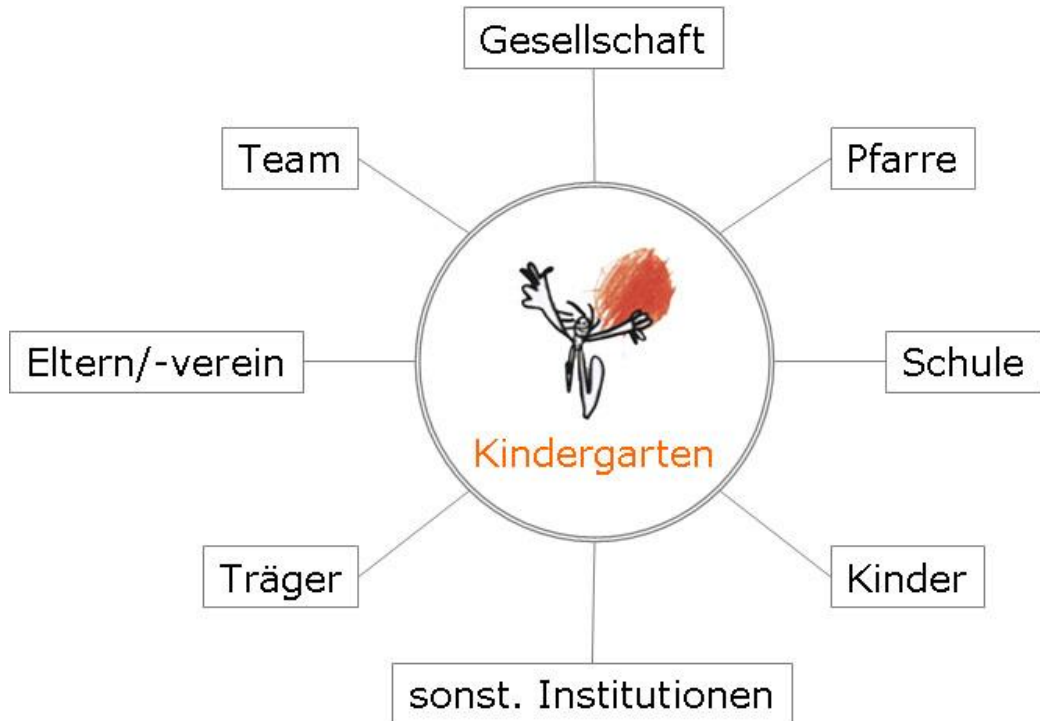 Gesellschaft
Team
Pfarre
Eltern/-verein
Schule
Kindergarten
Träger
Kinder
sonst. Institutionen